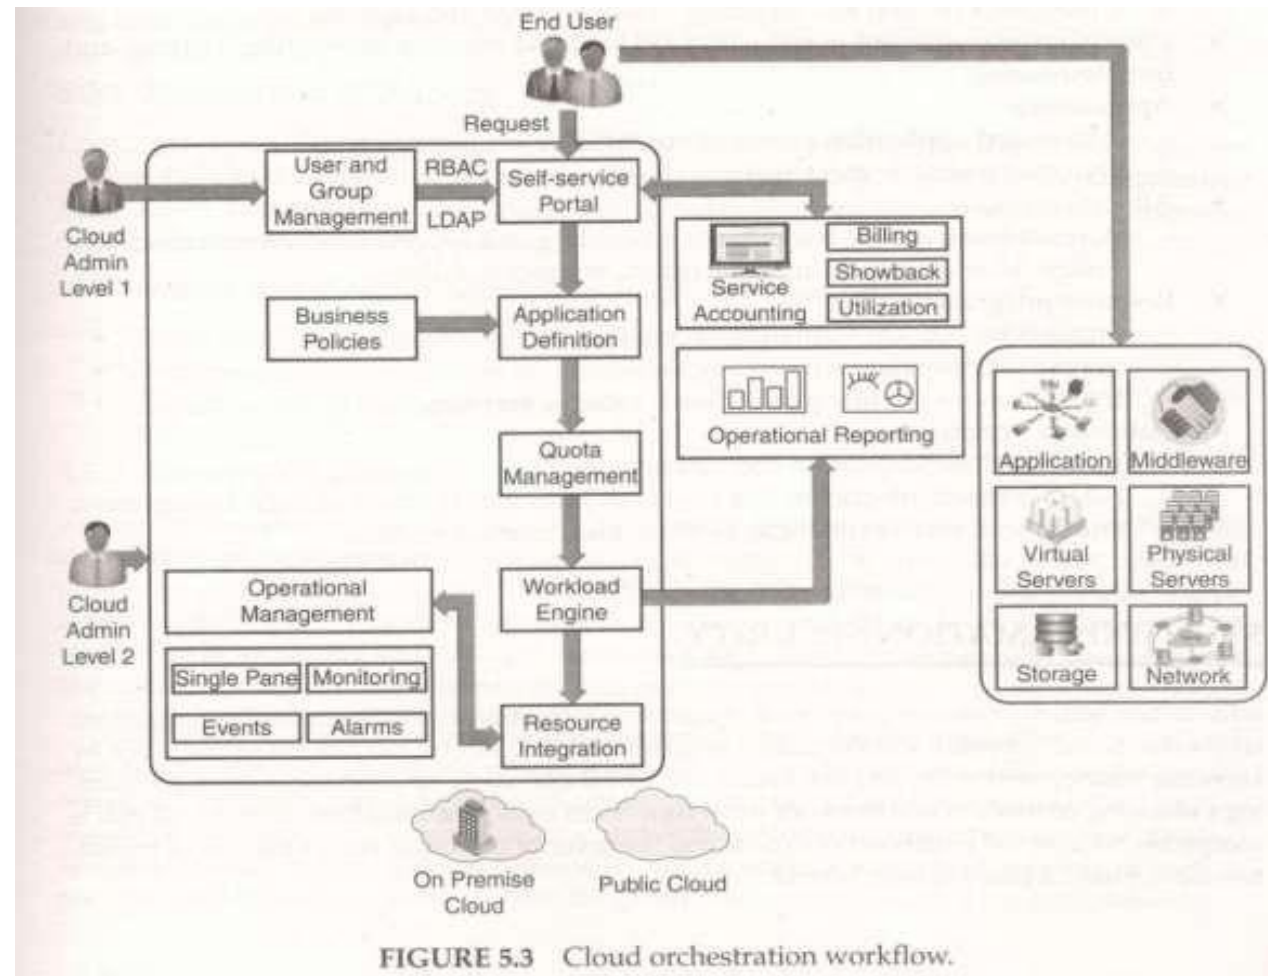 End User
Request
User and
Group
Management
RBAC
LDAP
Self-service
Portal
Cloud
Admin
Level 1
Service
Accounting
Billing
Showback
Utilization
Business
Policies
Application
Definition
Operational Reporting
Application
Middleware
Quota
Management
Virtual
Servers
Physical
Servers
Cloud
Admin
Level 2
Operational
Management
Workload
Engine
Storage
Network
Single Pane
Monitoring
Events
Alarms
Resource
Integration
On Premise
Cloud
Public Cloud
FIGURE 5.3 Cloud orchestration workflow.